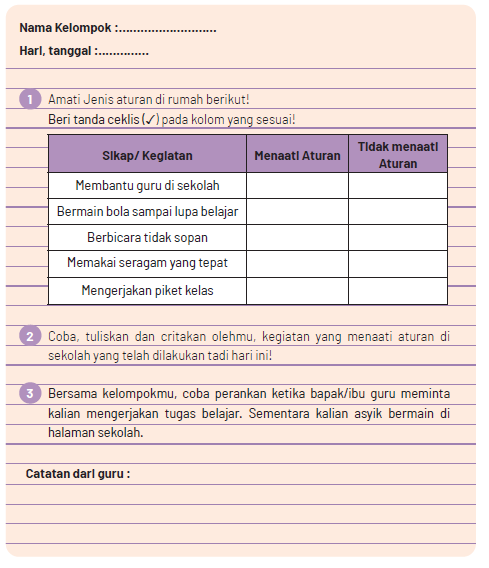 Nama Kelompok :...........................
Hari, tanggal :..............
1 Amati Jenis aturan di rumah berikut!
Beri tanda ceklis (✓) pada kolom yang sesuai!
Sikap/ Kegiatan Menaati Aturan Tidak menaati Aturan
Membantu guru di sekolah
Bermain bola sampai lupa belajar
Berbicara tidak sopan
Memakai seragam yang tepat
Mengerjakan piket kelas
2 Coba, tuliskan dan critakan olehmu, kegiatan yang menaati aturan di
sekolah yang telah dilakukan tadi hari ini!
3 Bersama kelompokmu, coba perankan ketika bapak/ibu guru meminta
kalian mengerjakan tugas belajar. Sementara kalian asyik bermain di
halaman sekolah.
Catatan dari guru :